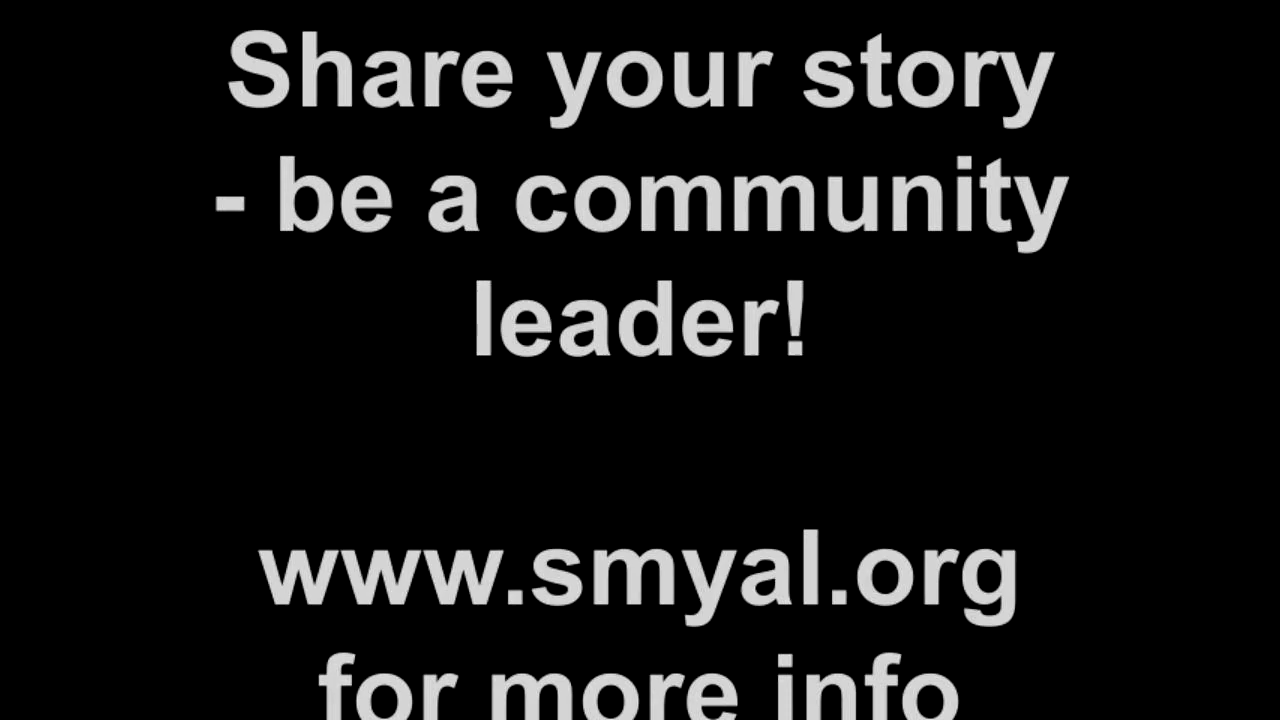 Share your story
- be a community
leader!
www.smyal.org
for more info